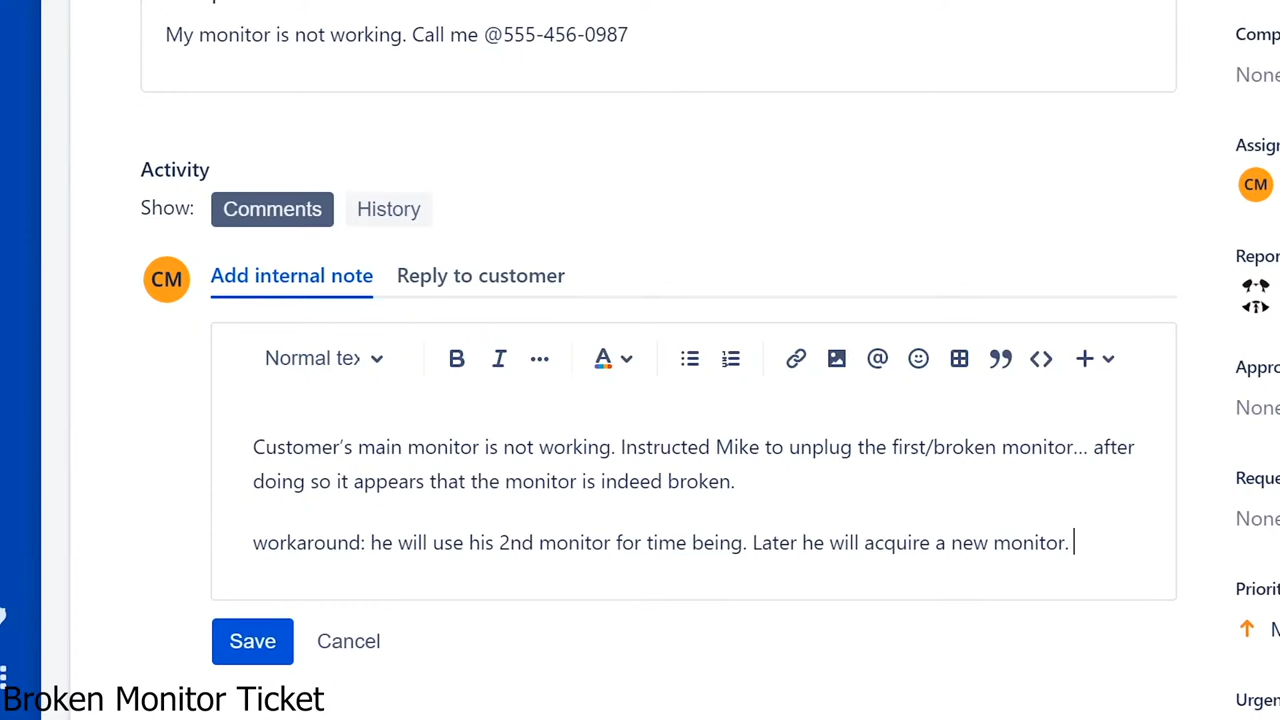 My monitor is not working. Call me @555-456-0987
Activity
Show: Comments History
CM Add internal note Reply to customer
Normal tex B I ... A @ + 
Customer's main monitor is not working. Instructed Mike to unplug the first/broken monitor... after
doing so it appears that the monitor is indeed broken.
workaround: he will use his 2nd monitor for time being. Later he will acquire a new monitor.
Save Cancel
Broken Monitor Ticket
Comp
None
Assign
CM
Repor
Appro
None
Reque
None
Priorit
M
Urgen